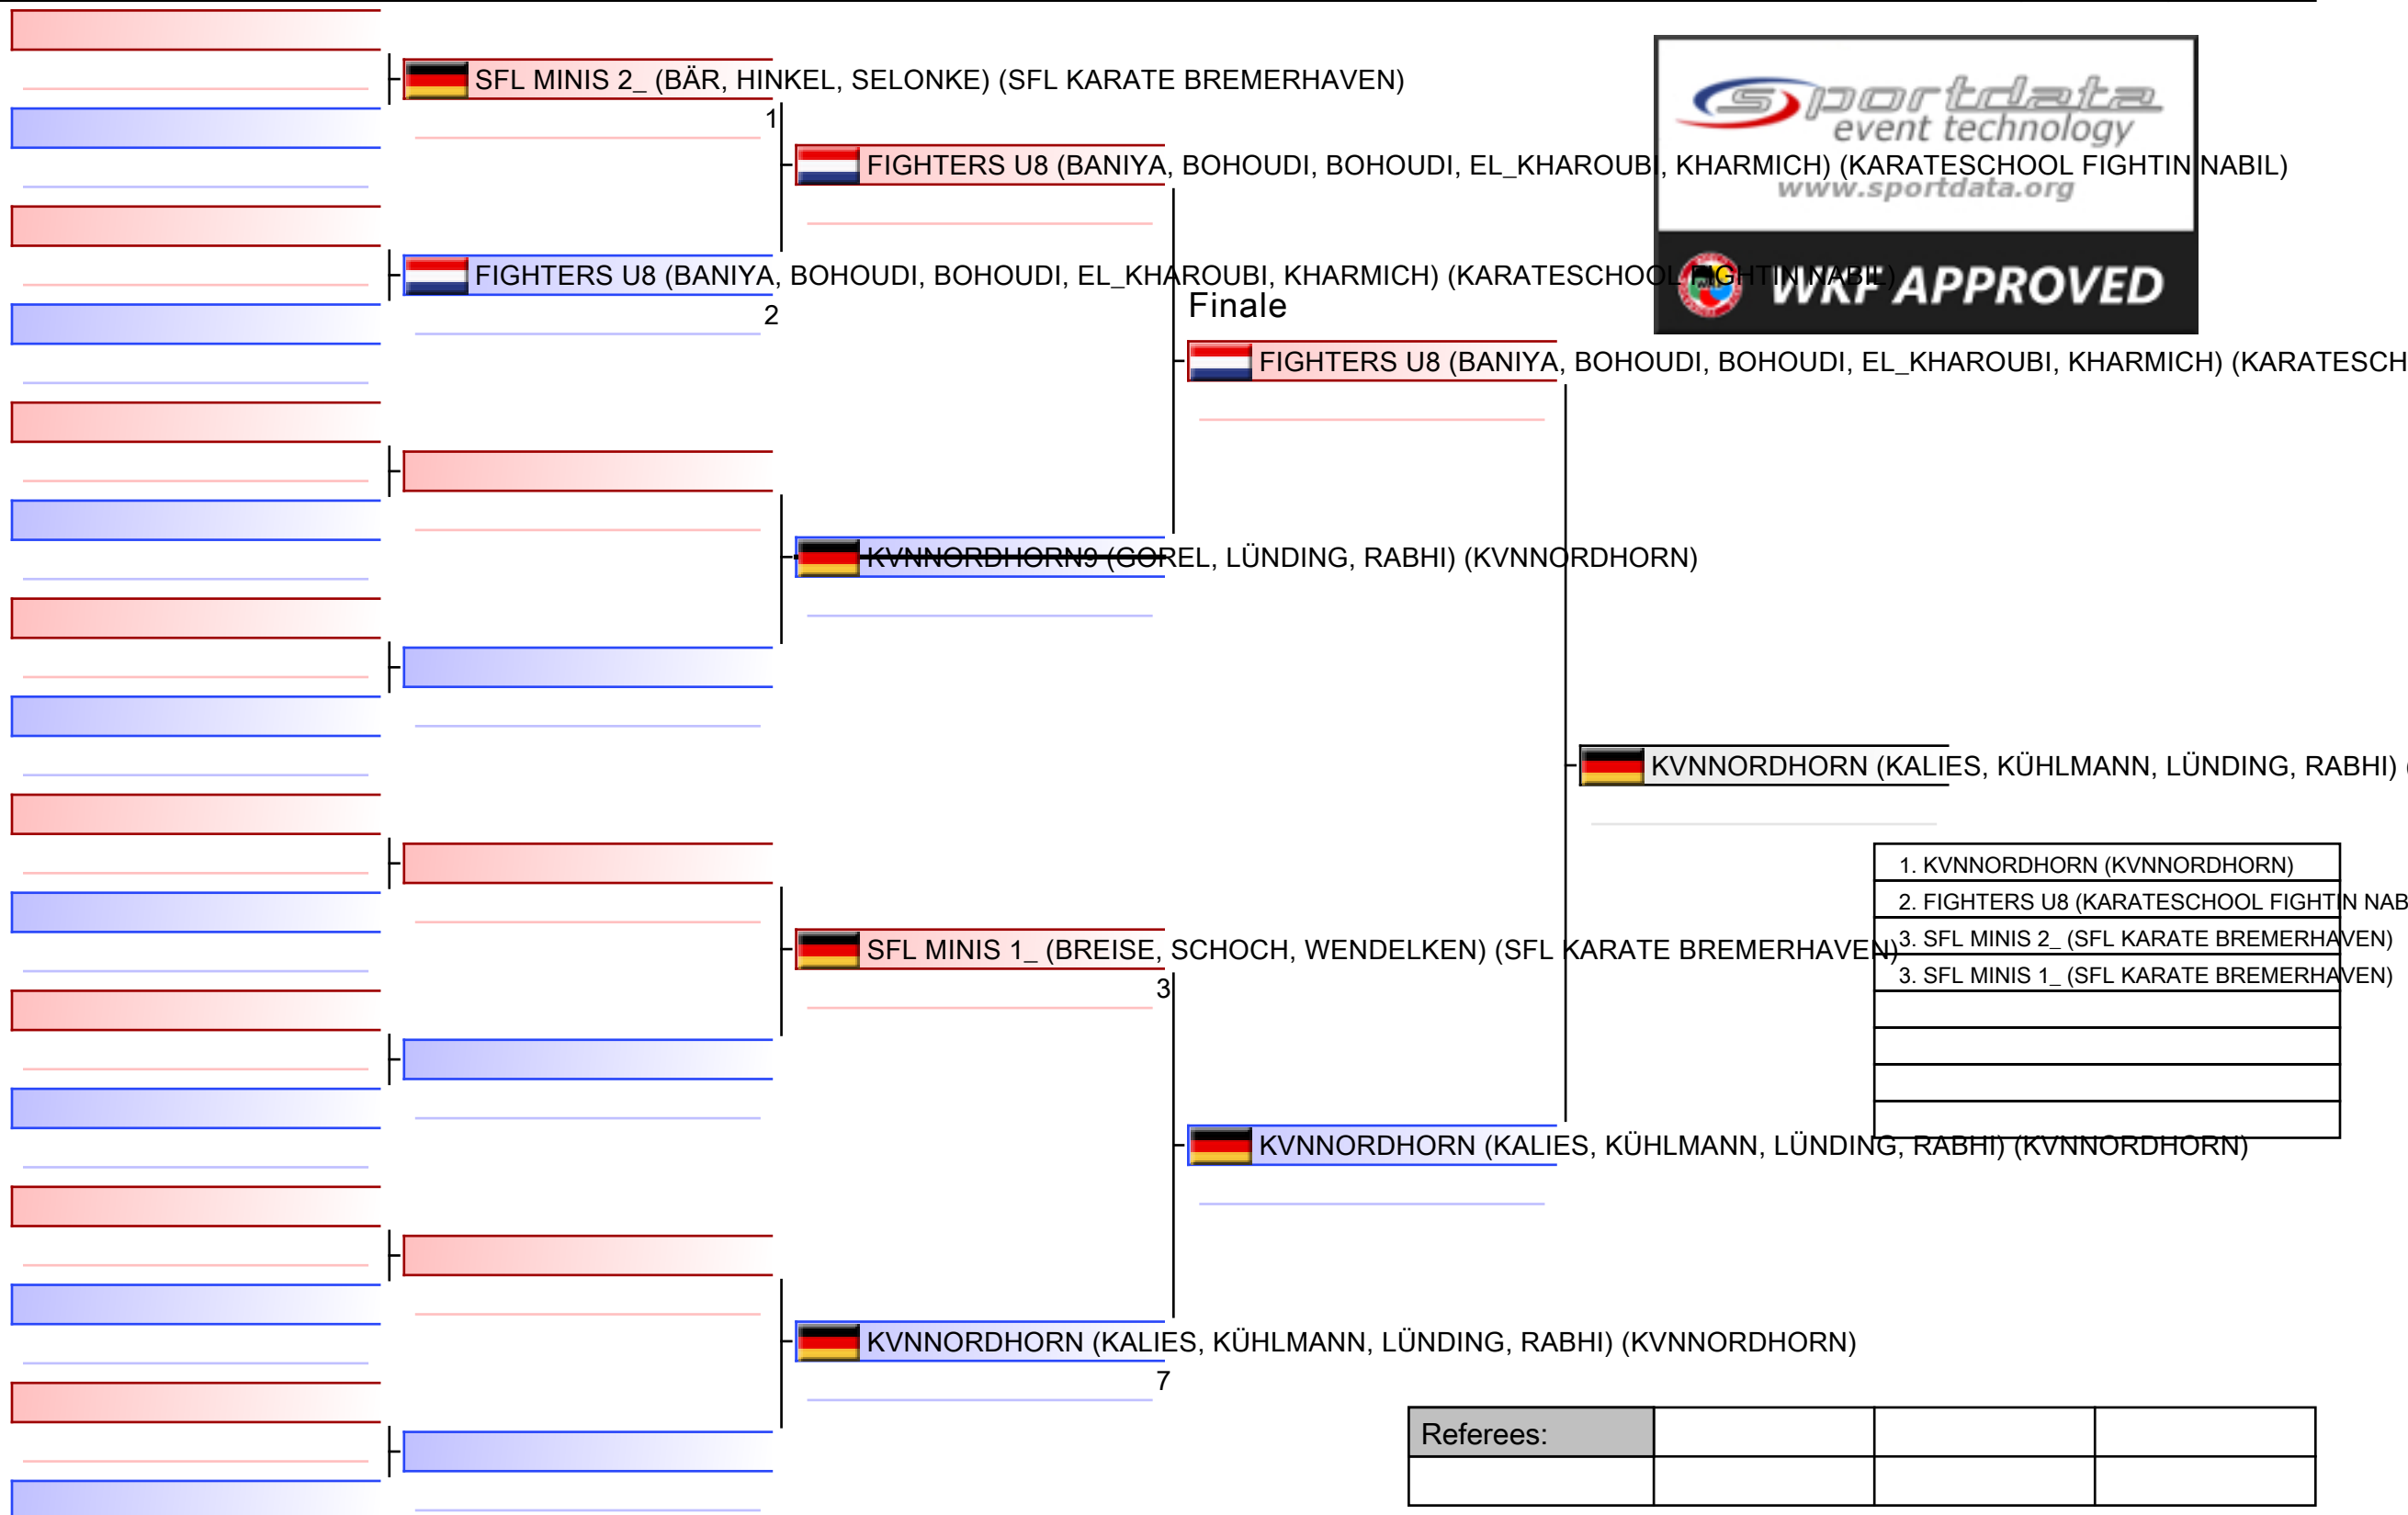 SFL MINIS 2_ (BÄR, HINKEL, SELONKE) (SFL KARATE BREMERHAVEN)
1
sportdata
event technology
www.sportdata.org
FIGHTERS U8 (BANIYA, BOHOUDI, BOHOUDI, EL_KHAROUBI, KHARMICH) (KARATESCHOOL FIGHTIN NABIL)
FIGHTERS U8 (BANIYA, BOHOUDI, BOHOUDI, EL_KHAROUBI, KHARMICH) (KARATESCHOOL FIGHTIN NABIL)
WKF APPROVED
2
Finale
FIGHTERS U8 (BANIYA, BOHOUDI, BOHOUDI, EL_KHAROUBI, KHARMICH) (KARATESCH
KVNNORDHORN9 (GOREL, LÜNDING, RABHI) (KVNNORDHORN)
KVNNORDHORN (KALIES, KÜHLMANN, LÜNDING, RABHI) (
1. KVNNORDHORN (KVNNORDHORN)
2. FIGHTERS U8 (KARATESCHOOL FIGHTIN NAB
3. SFL MINIS 2_ (SFL KARATE BREMERHAVEN)
3. SFL MINIS 1_ (SFL KARATE BREMERHAVEN)
SFL MINIS 1_ (BREISE, SCHOCH, WENDELKEN) (SFL KARATE BREMERHAVEN)
3
KVNNORDHORN (KALIES, KÜHLMANN, LÜNDING, RABHI) (KVNNORDHORN)
KVNNORDHORN (KALIES, KÜHLMANN, LÜNDING, RABHI) (KVNNORDHORN)
7
Referees: